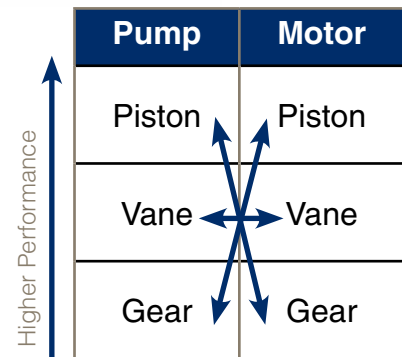 Pump Motor
Piston Piston
Vane Vane
Gear Gear
Higher Performance